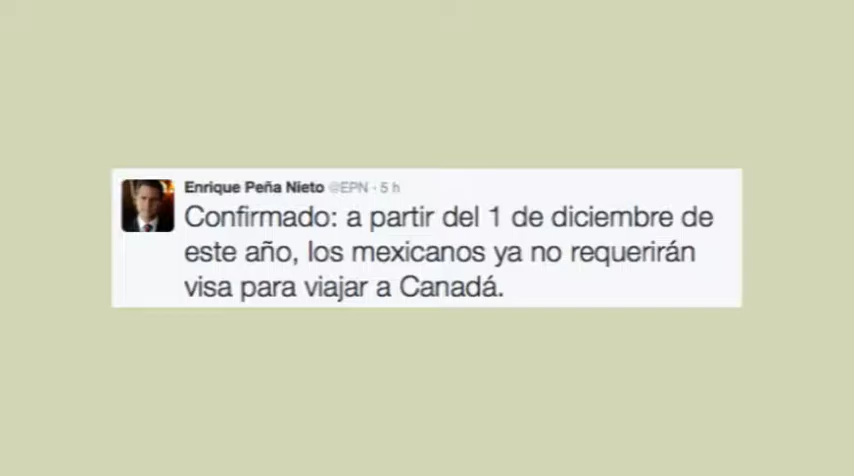 Enrique Peña Nieto @EPN · 5 h
Confirmado: a partir del 1 de diciembre de
este año, los mexicanos ya no requerirán
visa para viajar a Canadá.